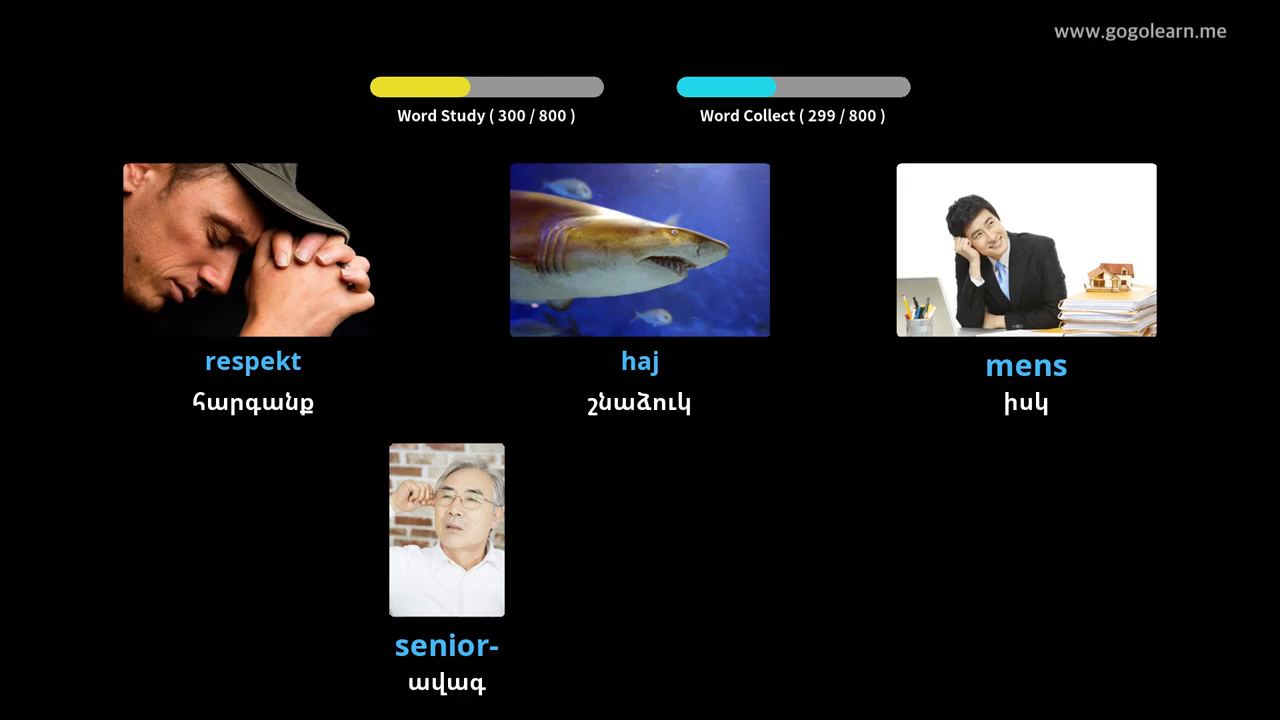 www.gogolearn.me
Word Study ( 300 / 800 )
Word Collect ( 299 / 800 )
respekt
հարգանք
haj
շնաձուկ
mens
իսկ
senior-
ավագ